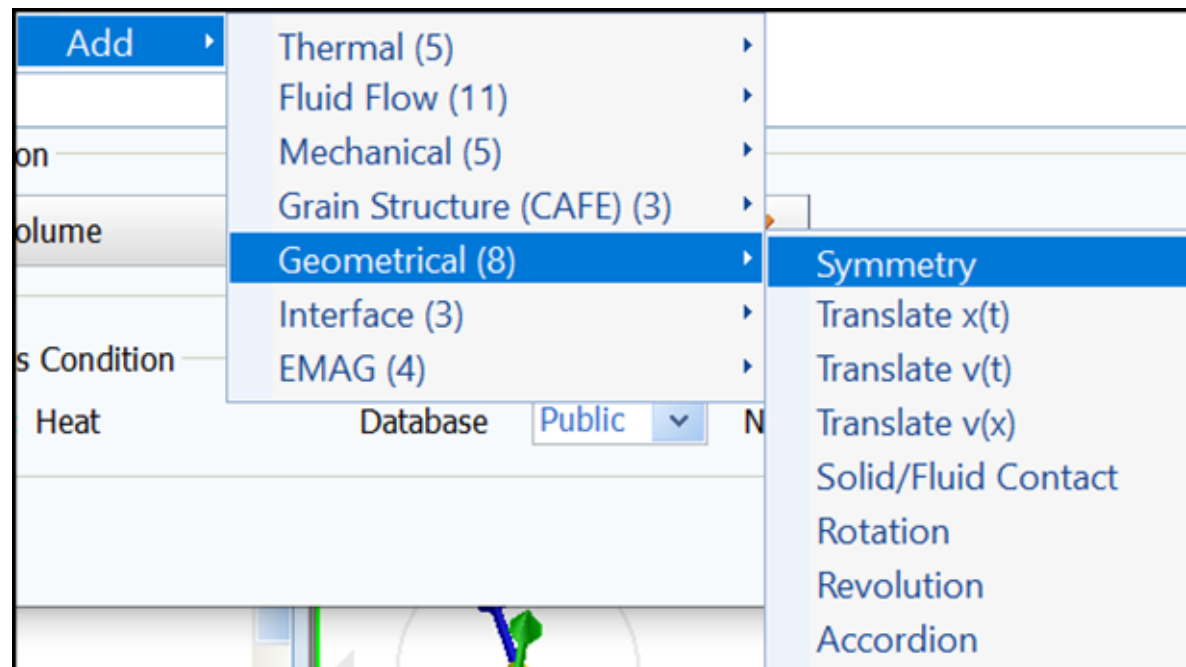 Add
Thermal (5)
Fluid Flow (11)
Mechanical (5)
Grain Structure (CAFE) (3)
Geometrical (8)
Interface (3)
EMAG (4)
Symmetry
Translate x(t)
Translate v(t)
Translate v(x)
Solid/Fluid Contact
Rotation
Revolution
Accordion
on
olume
s Condition
Heat Database Public N